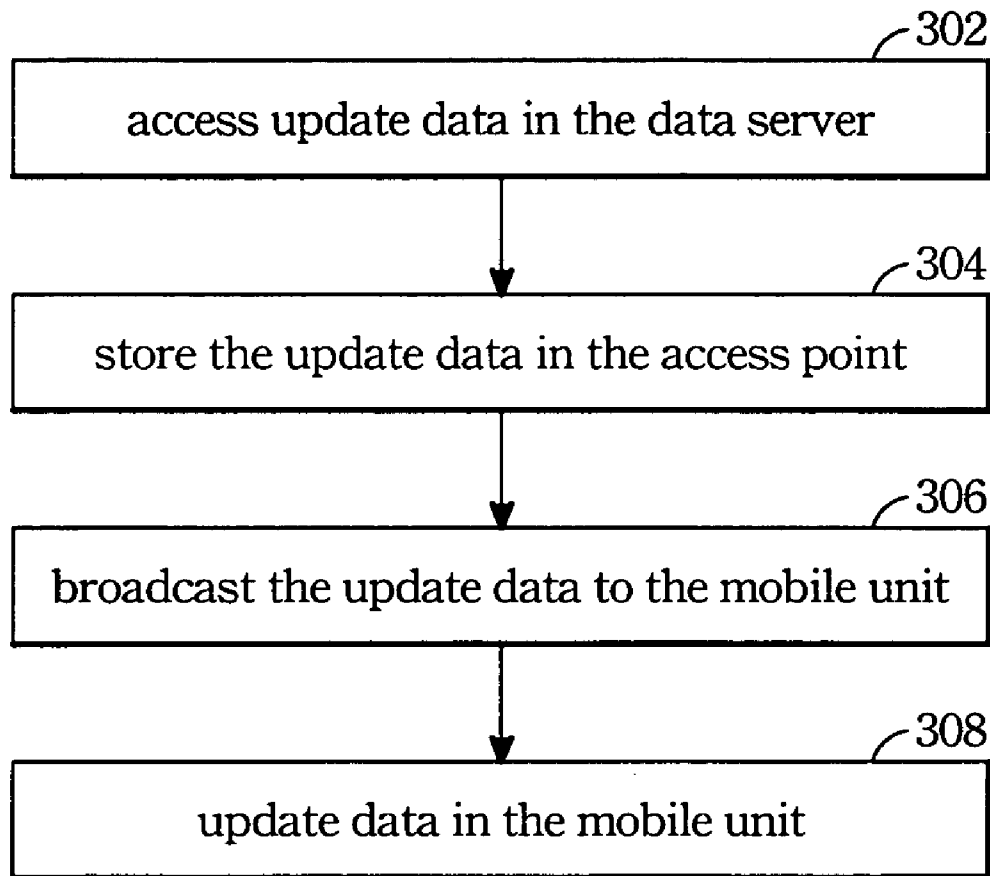 302
access update data in the data server
304
store the update data in the access point
306
broadcast the update data to the mobile unit
308
update data in the mobile unit